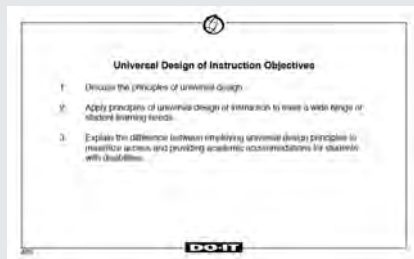 Universal Design of Instruction Objectives
1. Discuss the principles of universal design.
2. Apply principles of universal design of instruction to meet a wide range of
student learning needs.
3. Explain the difference between employing universal design principles to
maximize access and providing academic accommodations for students
with disabilities.
DO-IT